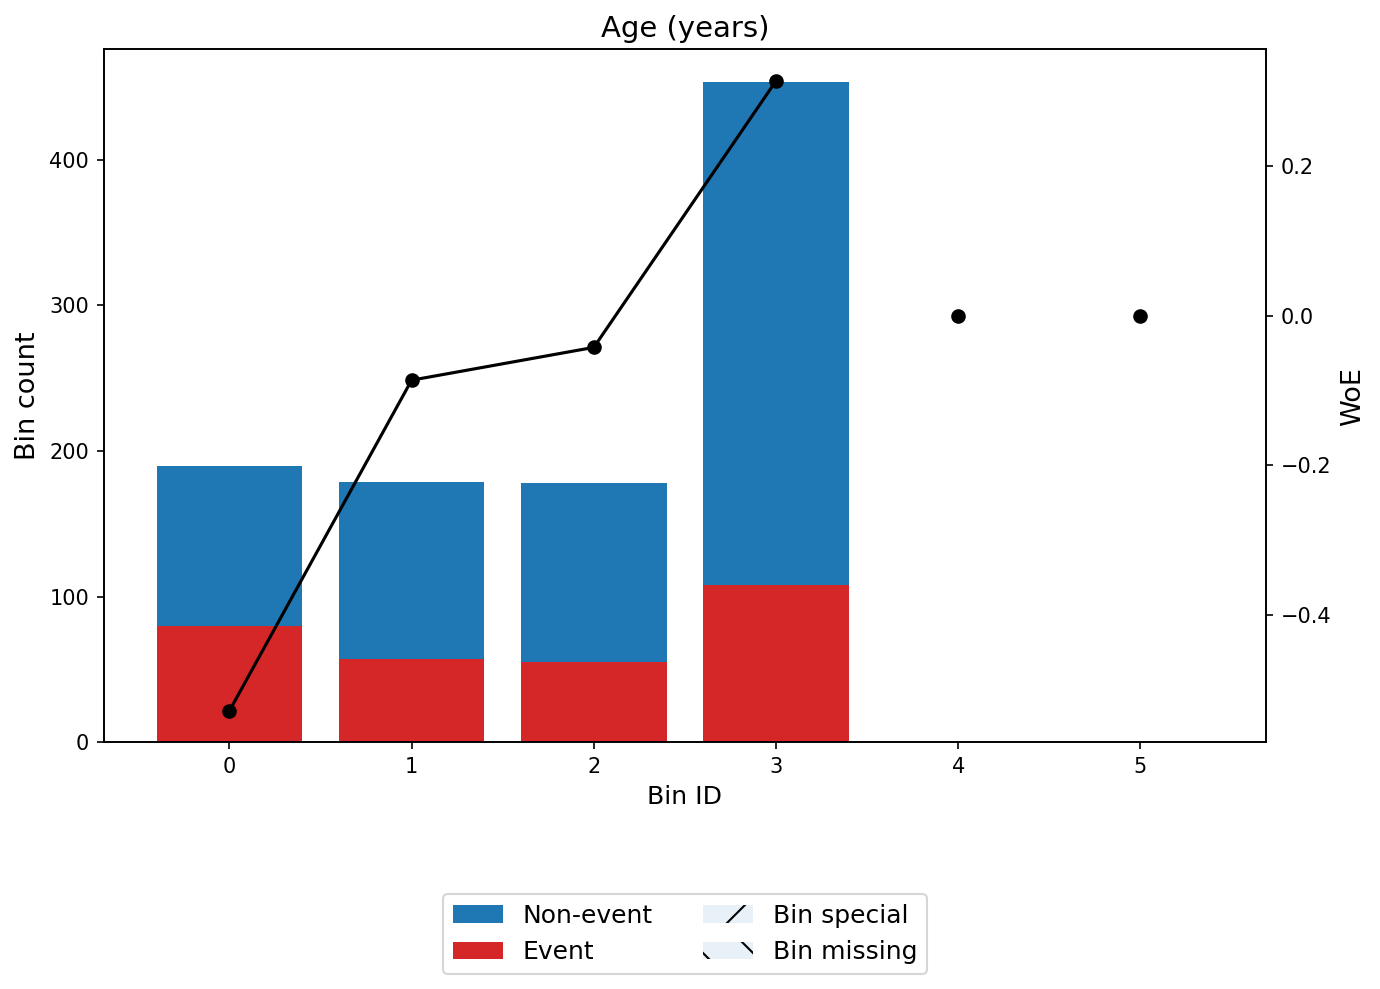 Age (years)
400
300
200
100
0
Bin count
0.2
0.0
−0.2
−0.4
WoE
0 1 2 3 4 5
Bin ID
Non-event
Event
Bin special
Bin missing